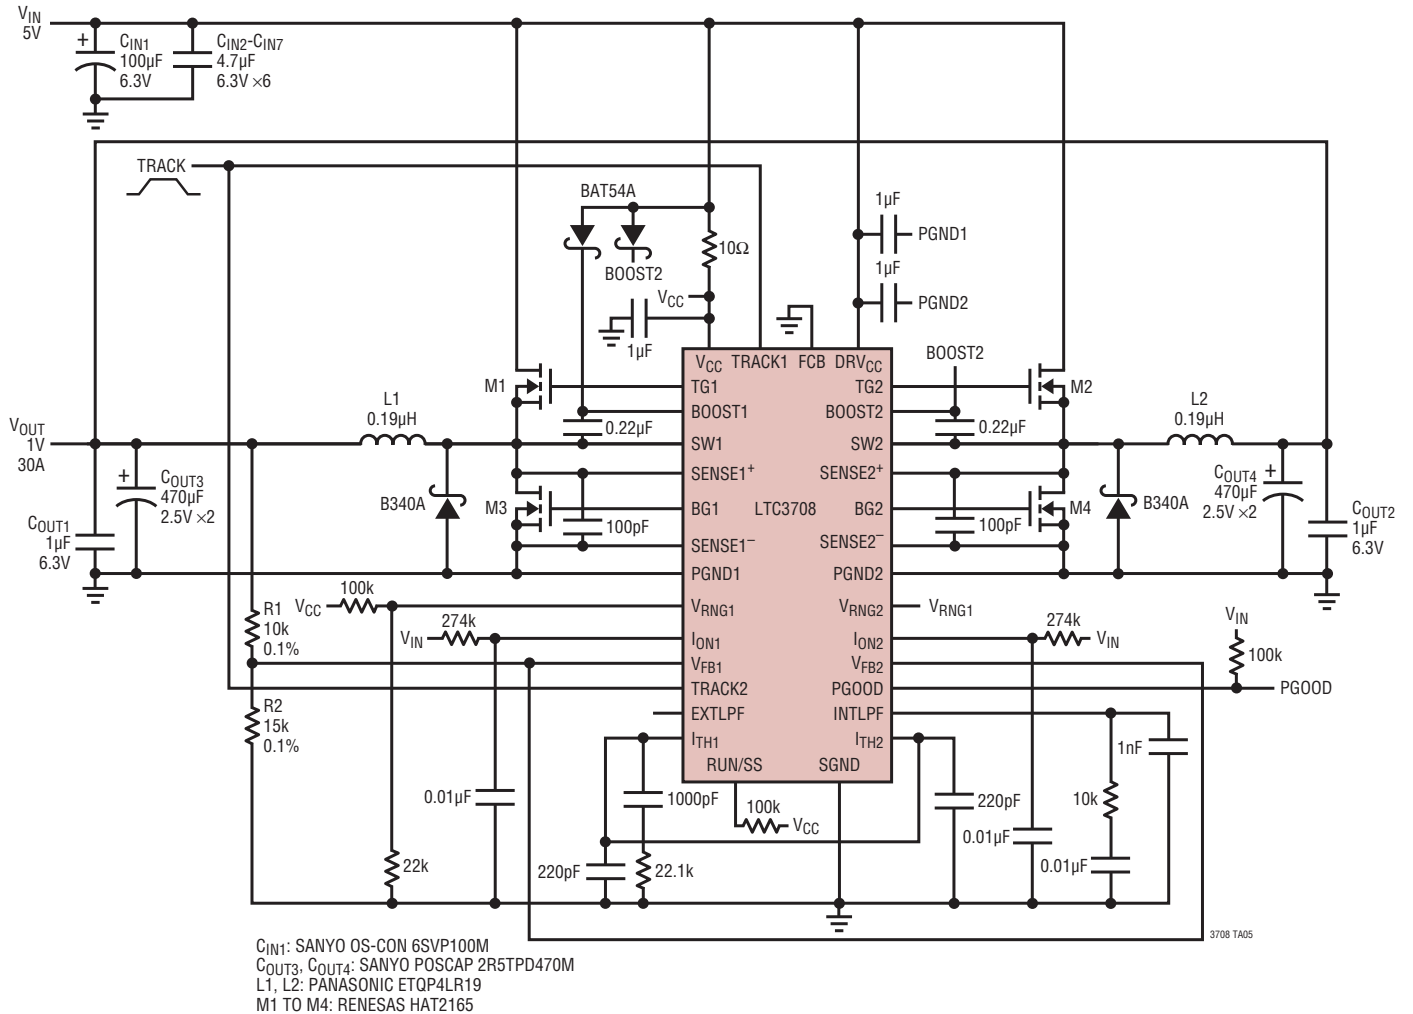 VIN
5V
+
CIN1
100µF
6.3V
CIN2-CIN7
4.7µF
6.3V ×6
TRACK
BAT54A
BOOST2
10Ω
VCC
1µF
1µF
PGND1
1µF
PGND2
BOOST2
VCC TRACK1 FCB DRVCC
TG1
BOOST1
SW1
SENSE1+
BG1
SENSE1−
PGND1
VRNG1
ION1
VFB1
TRACK2
EXTLPF
ITH1
RUN/SS
SGND
LTC3708
TG2
BOOST2
SW2
SENSE2+
BG2
SENSE2−
PGND2
VRNG2
ION2
VFB2
PGOOD
INTLPF
ITH2
M1
M2
L1
0.19µH
0.22µF
0.22µF
L2
0.19µH
VOUT
1V
30A
+
COUT3
470µF
2.5V ×2
COUT1
1µF
6.3V
B340A
M3
100pF
100pF
M4
B340A
COUT4
+
470µF
2.5V ×2
COUT2
1µF
6.3V
VCC
100k
VRNG1
R1
10k
0.1%
VIN
274k
274k
VIN
VIN
100k
PGOOD
R2
15k
0.1%
1nF
0.01µF
1000pF
100k
VCC
220pF
10k
0.01µF
0.01µF
22k
220pF
22.1k
3708 TA05
CIN1: SANYO OS-CON 6SVP100M
COUT3, COUT4: SANYO POSCAP 2R5TPD470M
L1, L2: PANASONIC ETQP4LR19
M1 TO M4: RENESAS HAT2165